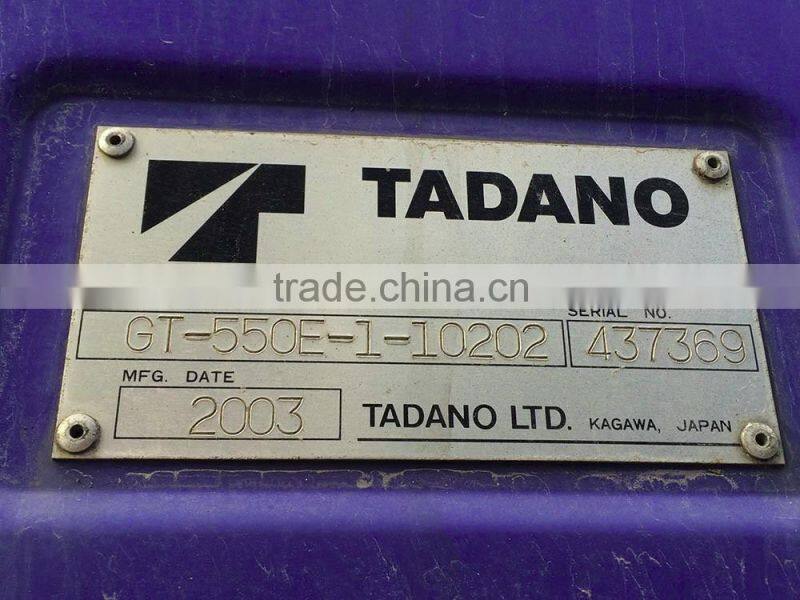 TADANO
trade.china.cn
SERIAL NO.
GT-550E-1-10202
437369
MFG. DATE
2003
TADANO LTD. KAGAWA, JAPAN